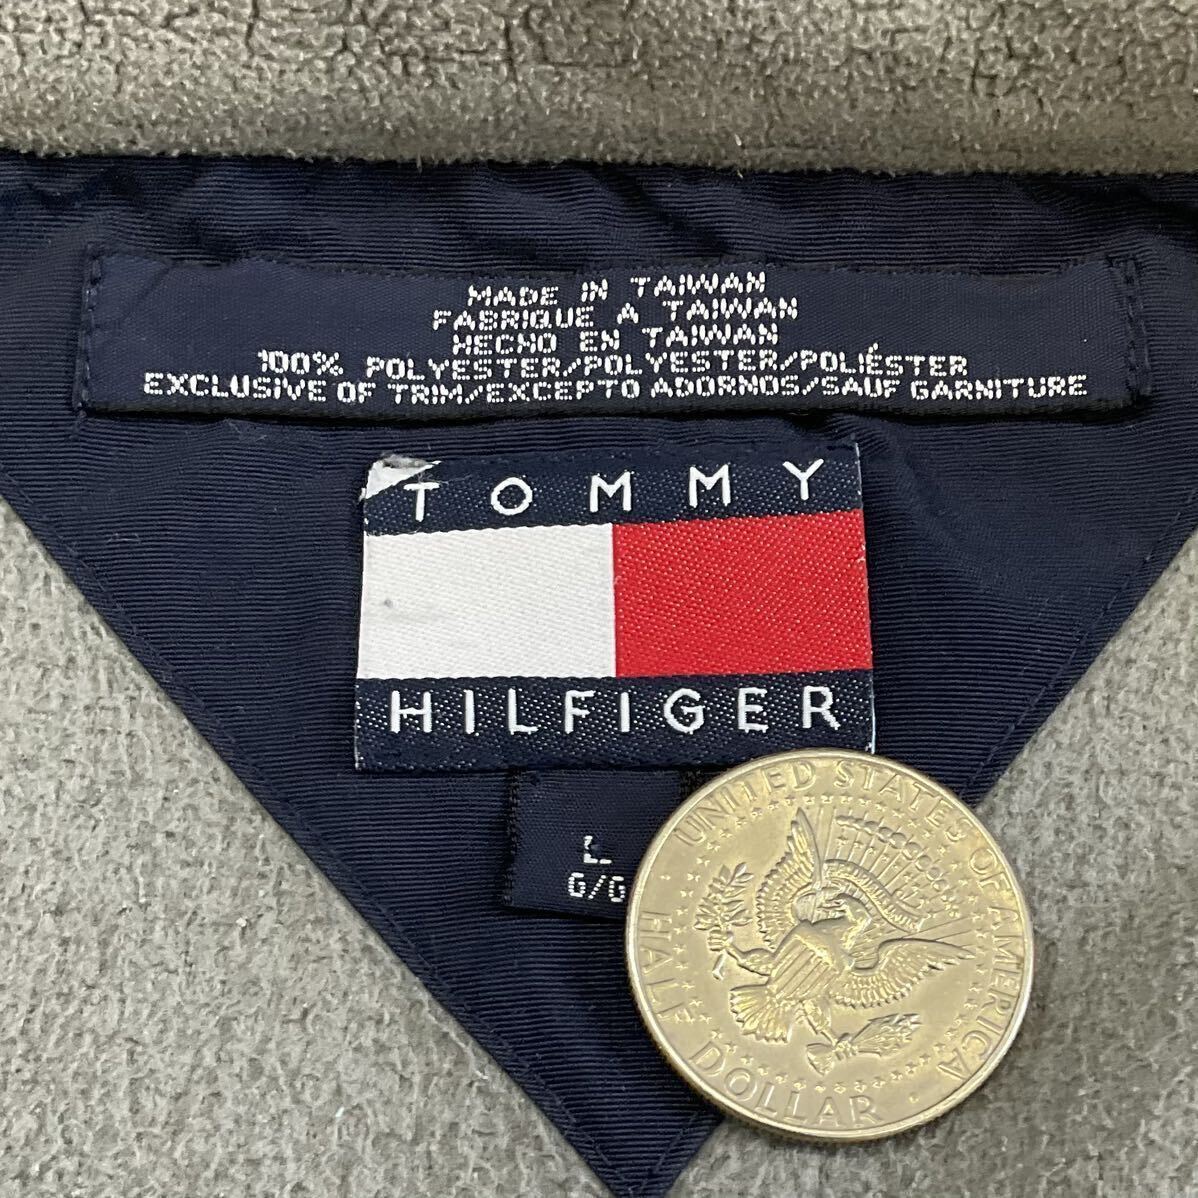 MADE IN TAIWAN
FABRIQUE A TAIWAN
HECHO EN TAIWAN
100% POLYESTER/POLYESTER/POLIÉSTER
EXCLUSIVE OF TRIM/EXCEPTO ADORNOS/SAUF GARNITURE
TOMMY
HILFIGER
L
G/G
UNITED STATES OF AMERICA
HALF DOLLAR